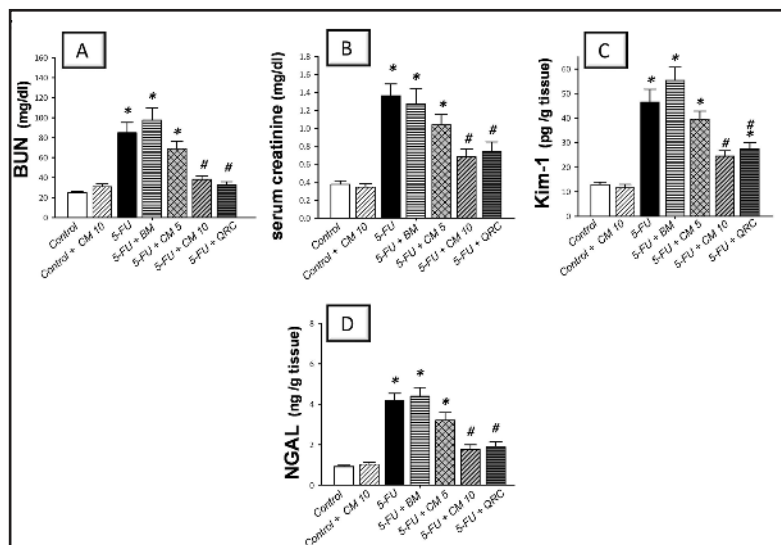 A
BUN (mg/dl)
160
140
120
100
80
60
40
20
0
* * * # #
Control
Control + CM 10
5-FU
5-FU + BM
5-FU + CM 5
5-FU + CM 10
5-FU + QRC
B
serum creatinine (mg/dl)
1.8
1.6
1.4
1.2
1.0
0.8
0.6
0.4
0.2
0.0
* * * # #
Control
Control + CM 10
5-FU
5-FU + BM
5-FU + CM 5
5-FU + CM 10
5-FU + QRC
C
Kim-1 (pg /g tissue)
60
50
40
30
20
10
0
* * * # #
*
Control
Control + CM 10
5-FU
5-FU + BM
5-FU + CM 5
5-FU + CM 10
5-FU + QRC
D
NGAL (ng /g tissue)
8
6
4
2
0
* * * # #
Control
Control + CM 10
5-FU
5-FU + BM
5-FU + CM 5
5-FU + CM 10
5-FU + QRC